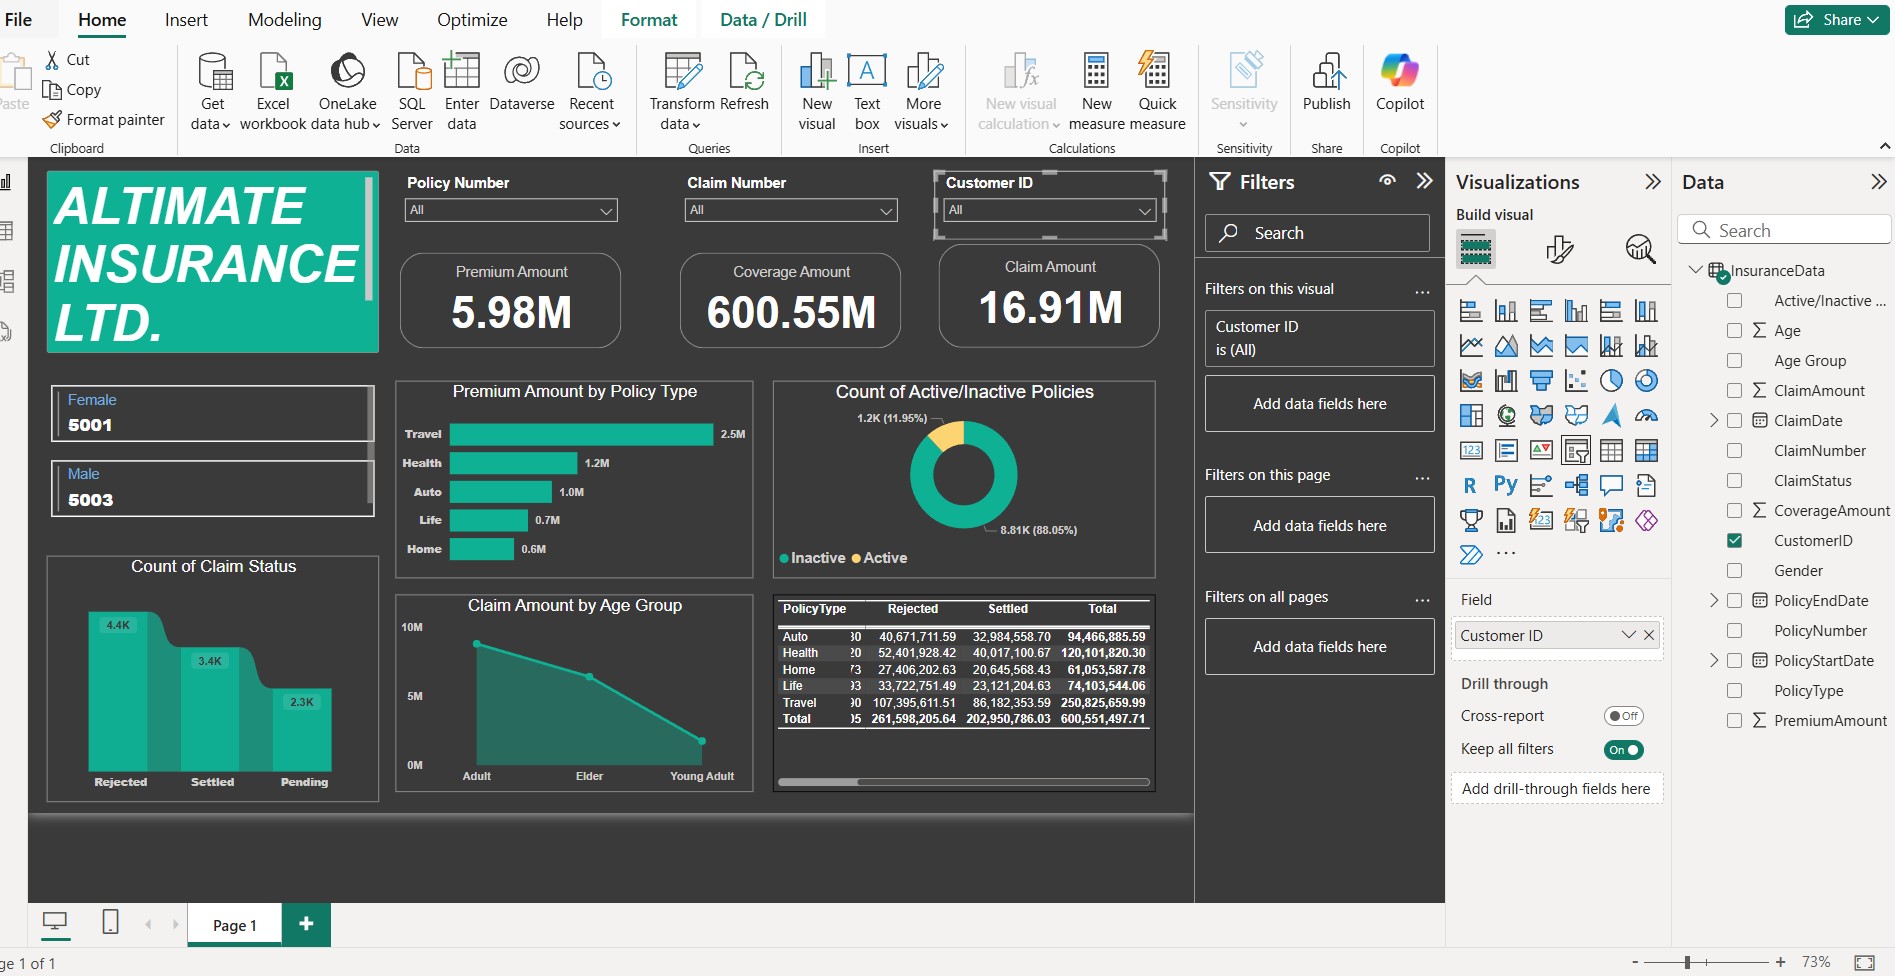 File
Home
Insert
Modeling
View
Optimize
Help
Format
Data / Drill
Share
Cut
Copy
Format painter
Clipboard
Get
data
Excel
workbook
OneLake
data hub
SQL
Server
Enter
data
Dataverse
Recent
sources
Data
Transform
data
Refresh
Queries
New
visual
Text
box
More
visuals
Insert
New visual
calculation
New
measure
Quick
measure
Calculations
Sensitivity
Sensitivity
Publish
Share
Copilot
Copilot
ALTIMATE
INSURANCE
LTD.
Policy Number
All
Claim Number
All
Customer ID
All
Premium Amount
5.98M
Coverage Amount
600.55M
Claim Amount
16.91M
Female
5001
Male
5003
Premium Amount by Policy Type
Travel 2.5M
Health 1.2M
Auto 1.0M
Life 0.7M
Home 0.6M
Count of Active/Inactive Policies
1.2K (11.95%)
8.81K (88.05%)
Inactive Active
Count of Claim Status
4.4K
3.4K
2.3K
Rejected Settled Pending
Claim Amount by Age Group
10M
5M
0M
Adult Elder Young Adult
PolicyType Rejected Settled Total
Auto 40,671,711.59 32,984,558.70 94,466,885.59
Health 52,401,928.42 40,017,100.67 120,101,820.30
Home 27,406,202.63 20,645,568.43 61,053,587.78
Life 33,722,751.49 23,121,204.63 74,103,544.06
Travel 107,395,611.51 86,182,353.59 250,825,659.99
Total 261,598,205.64 202,950,786.03 600,551,497.71
Filters
Search
Filters on this visual ...
Customer ID
is (All)
Add data fields here
Filters on this page ...
Add data fields here
Filters on all pages ...
Add data fields here
Visualizations
Build visual
123
R Py
123
...
Field
Customer ID
Drill through
Cross-report Off
Keep all filters On
Add drill-through fields here
Data
Search
InsuranceData
Active/Inactive ...
Age
Age Group
ClaimAmount
ClaimDate
ClaimNumber
ClaimStatus
CoverageAmount
CustomerID
Gender
PolicyEndDate
PolicyNumber
PolicyStartDate
PolicyType
PremiumAmount
Page 1
+
ge 1 of 1
- + 73%